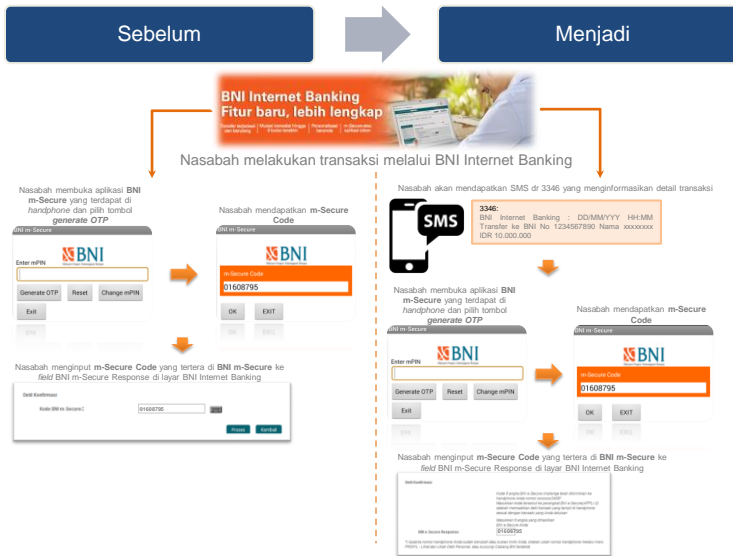 Sebelum
Menjadi
BNI Internet Banking
Fitur baru, lebih lengkap
Nasabah melakukan transaksi melalui BNI Internet Banking
Nasabah membuka aplikasi BNI
m-Secure yang terdapat di
handphone dan pilih tombol
generate OTP
BNI m-Secure
BNI
Enter mPIN
Generate OTP Reset Change mPIN
Exit
Nasabah mendapatkan m-Secure
Code
BNI m-Secure
BNI
m-Secure Code
01608795
OK EXIT
Nasabah menginput m-Secure Code yang tertera di BNI m-Secure ke
field BNI m-Secure Response di layar BNI Internet Banking
Debit Konfirmasi
Kode BNI m-Secure :
01608795
Proses Kembali
Nasabah akan mendapatkan SMS dr 3346 yang menginformasikan detail transaksi
SMS
3346:
BNI Internet Banking : DD/MM/YYY HH:MM
Transfer ke BNI No 1234567890 Nama xxxxxxxx
IDR 10.000.000
Nasabah membuka aplikasi BNI
m-Secure yang terdapat di
handphone dan pilih tombol
generate OTP
BNI m-Secure
BNI
Enter mPIN
Generate OTP Reset Change mPIN
Exit
Nasabah mendapatkan m-Secure
Code
BNI m-Secure
BNI
m-Secure Code
01608795
OK EXIT
Nasabah menginput m-Secure Code yang tertera di BNI m-Secure ke
field BNI m-Secure Response di layar BNI Internet Banking
Debit Konfirmasi
BNI e-Secure Response
01608795